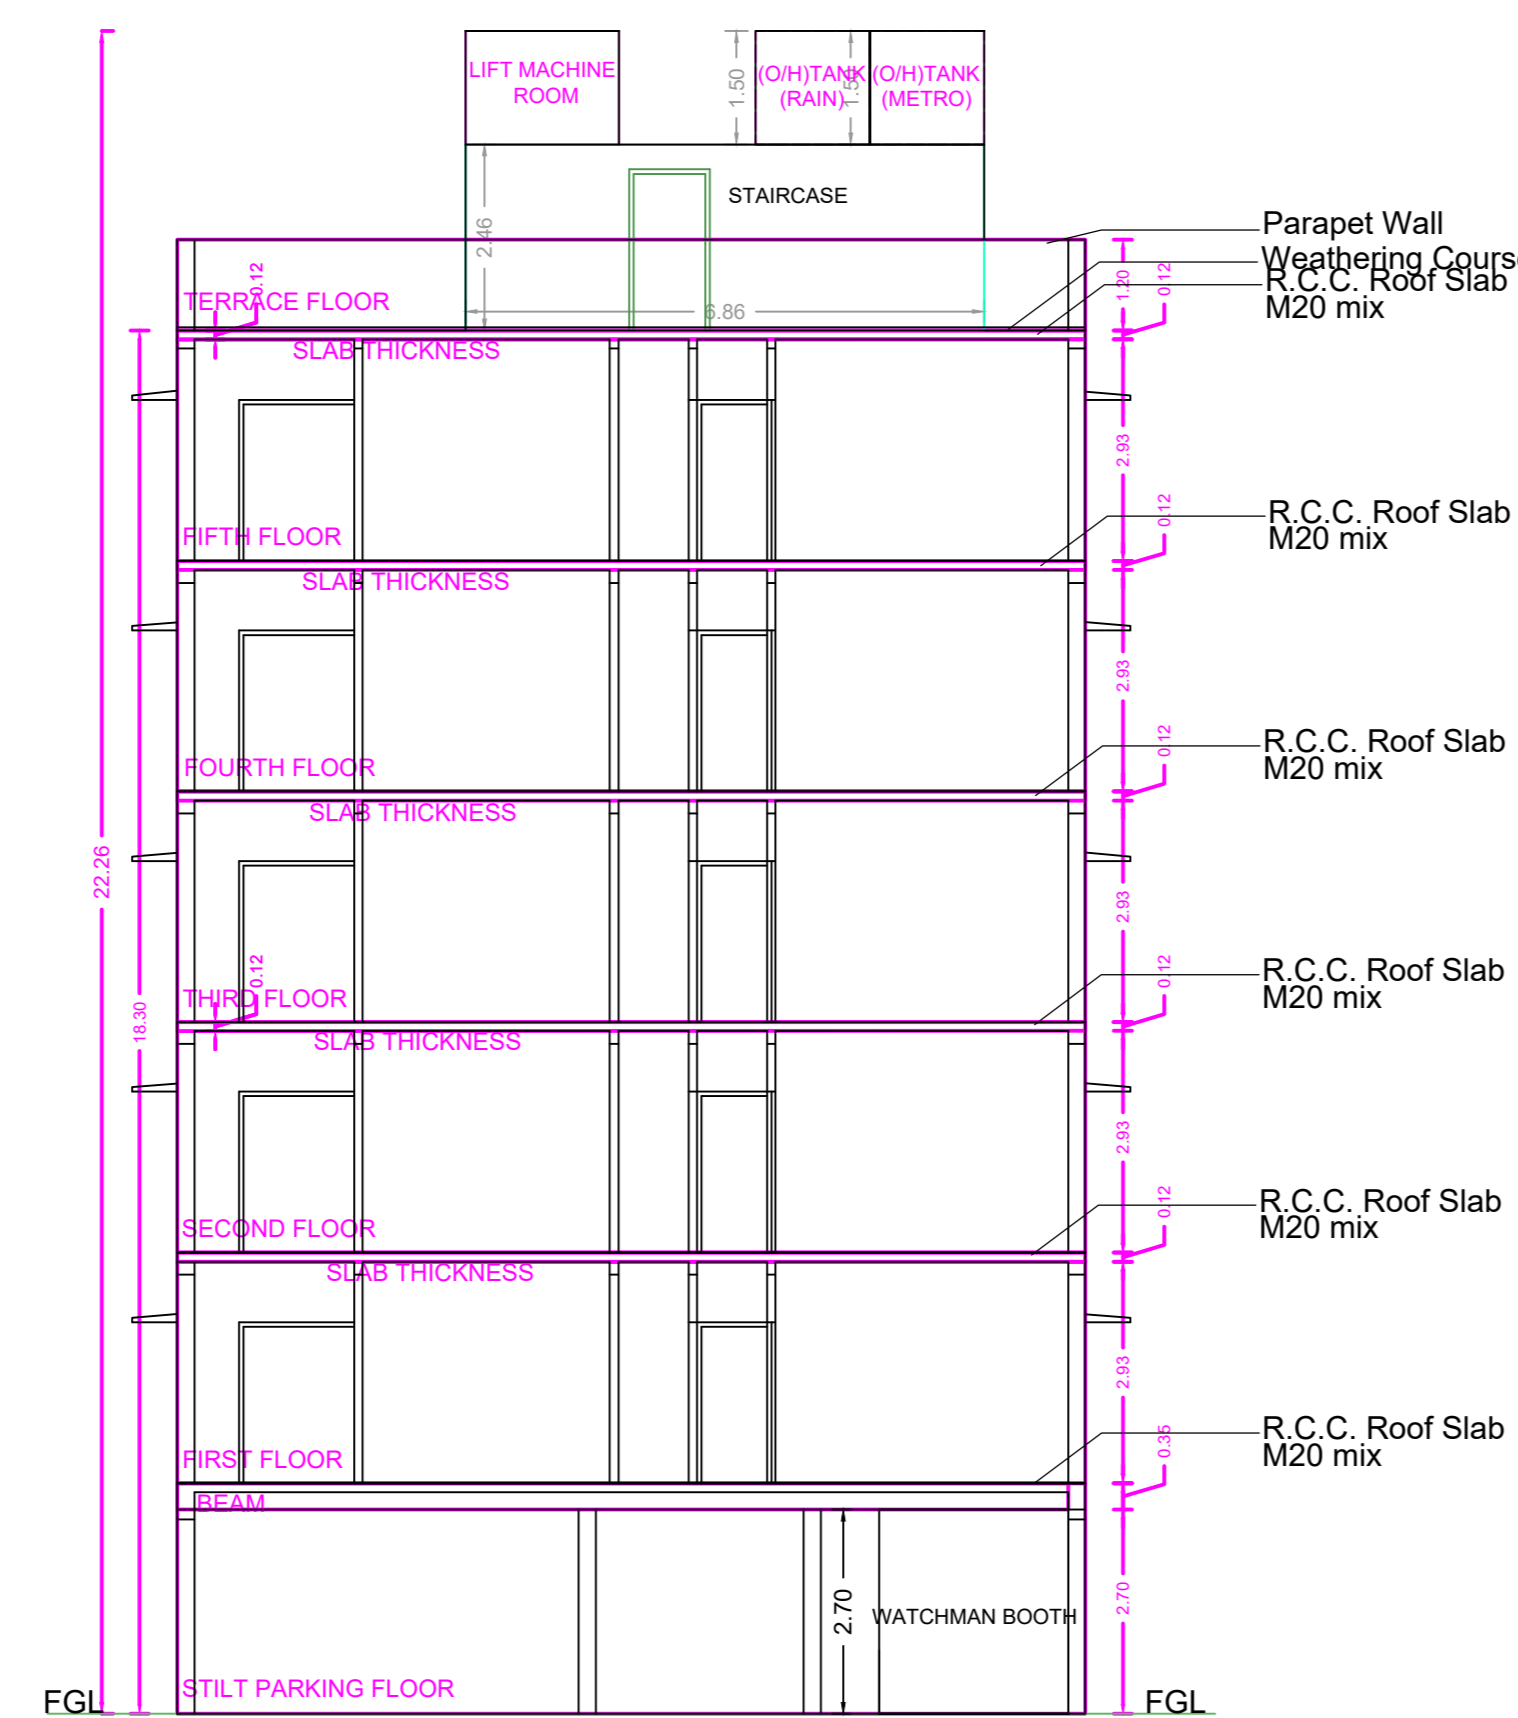 LIFT MACHINE
ROOM
1.50
(O/H)TANK
(RAIN)
1.50
(O/H)TANK
(METRO)
STAIRCASE
2.46
6.86
Parapet Wall
Weathering Cours
R.C.C. Roof Slab
M20 mix
1.20
0.12
0.12
TERRACE FLOOR
SLAB THICKNESS
2.93
FIFTH FLOOR
0.12
R.C.C. Roof Slab
M20 mix
SLAB THICKNESS
2.93
FOURTH FLOOR
0.12
R.C.C. Roof Slab
M20 mix
SLAB THICKNESS
22.26
2.93
THIRD FLOOR
0.12
0.12
R.C.C. Roof Slab
M20 mix
18.30
SLAB THICKNESS
2.93
SECOND FLOOR
0.12
R.C.C. Roof Slab
M20 mix
SLAB THICKNESS
2.93
FIRST FLOOR
0.35
R.C.C. Roof Slab
M20 mix
BEAM
2.70
WATCHMAN BOOTH
2.70
STILT PARKING FLOOR
FGL
FGL